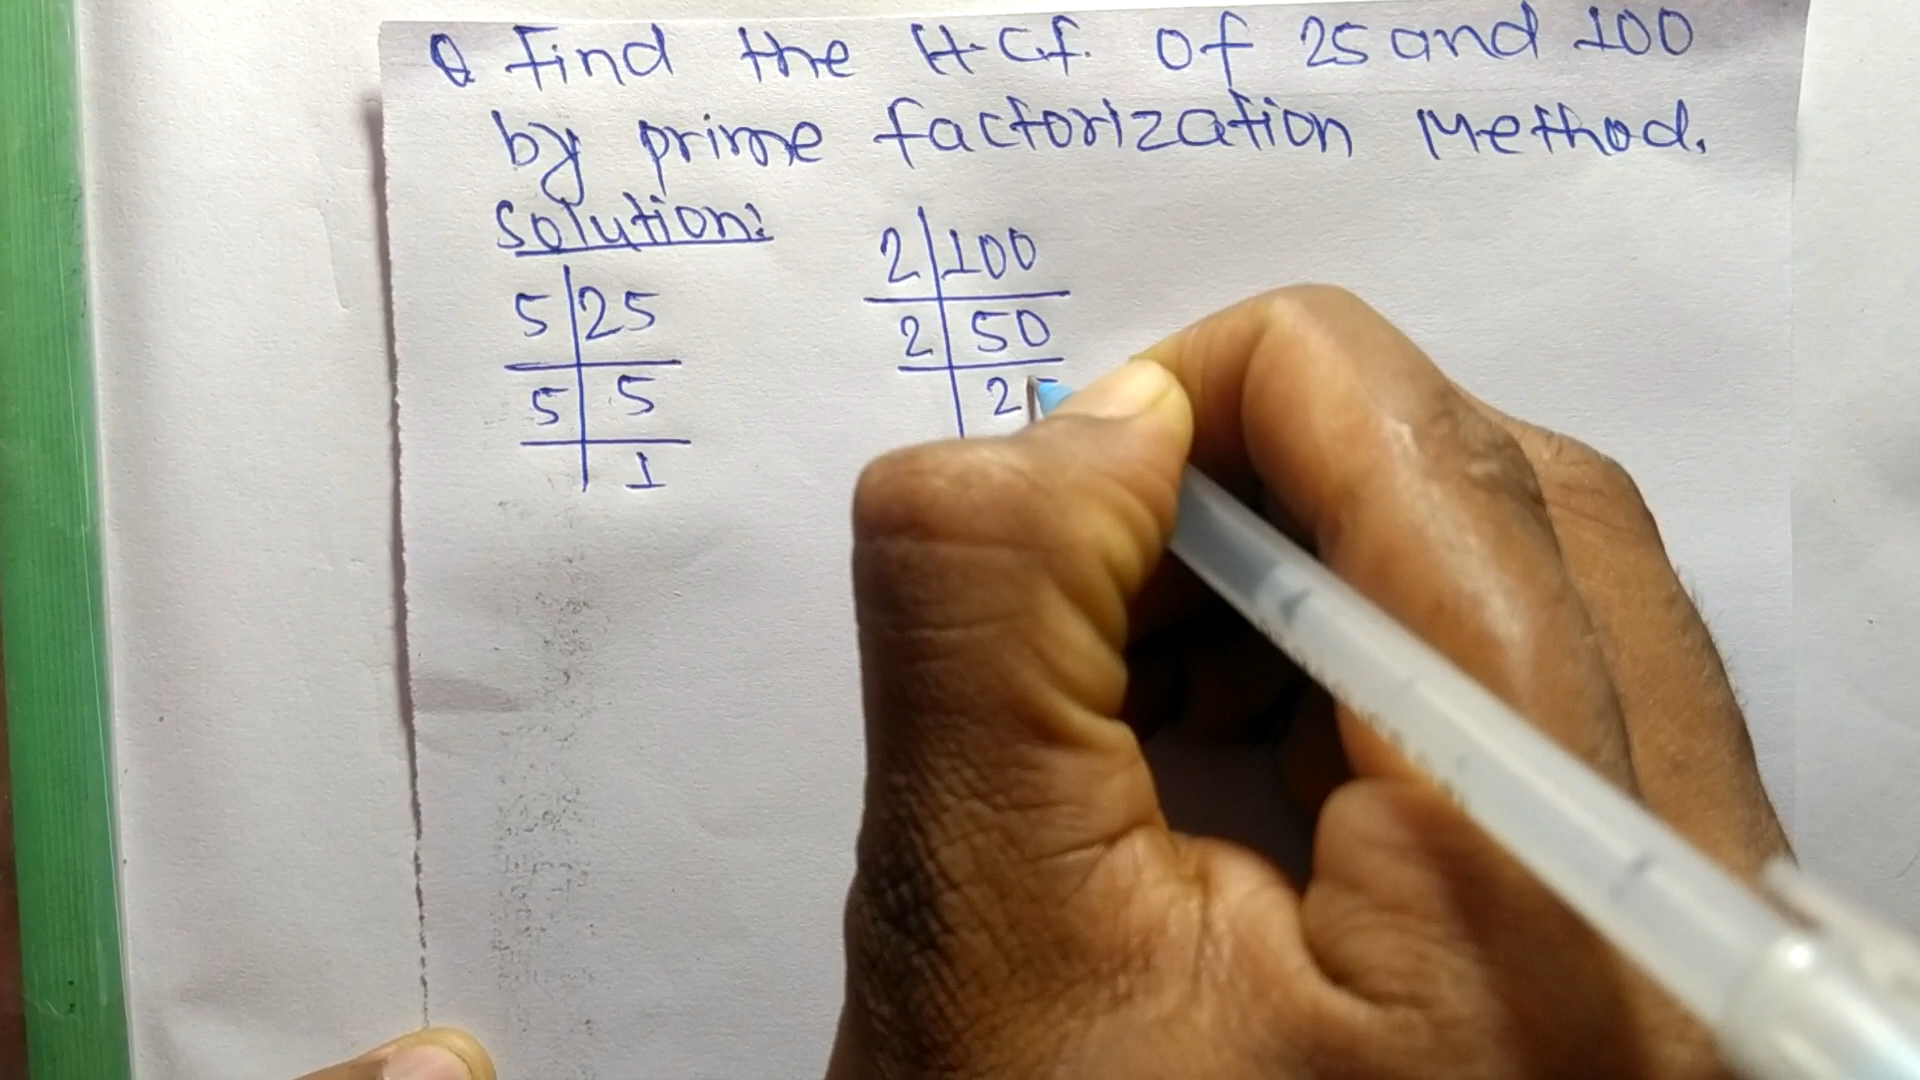 Q Find the H.C.f. of 25 and 100
by prime factorization Method.
Solution:
5 | 25
5 | 5
1
2 | 100
2 | 50
25